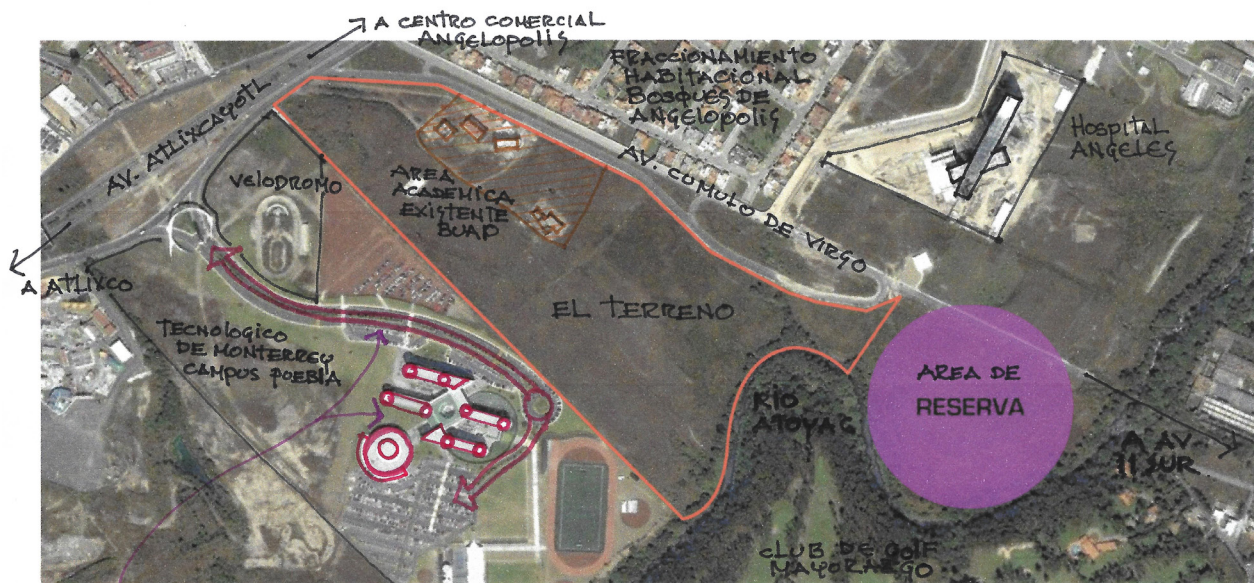 A CENTRO COMERCIAL
ANGELOPOLIS
FRACCIONAMIENTO
HABITACIONAL
BOSQUES DE
ANGELOPOLIS
AV. ATLIXCAYOTL
HOSPITAL
ANGELES
VELODROMO
AREA
ACADEMICA
EXISTENTE
BUAP
AV. CUMULO DE VIRGO
A ATLIXCO
EL TERRENO
TECNOLOGICO
DE MONTERREY
CAMPUS PUEBLA
AREA DE
RESERVA
RIO
ATOYAC
A AV.
11 SUR
CLUB DE GOLF
MAYORAZGO